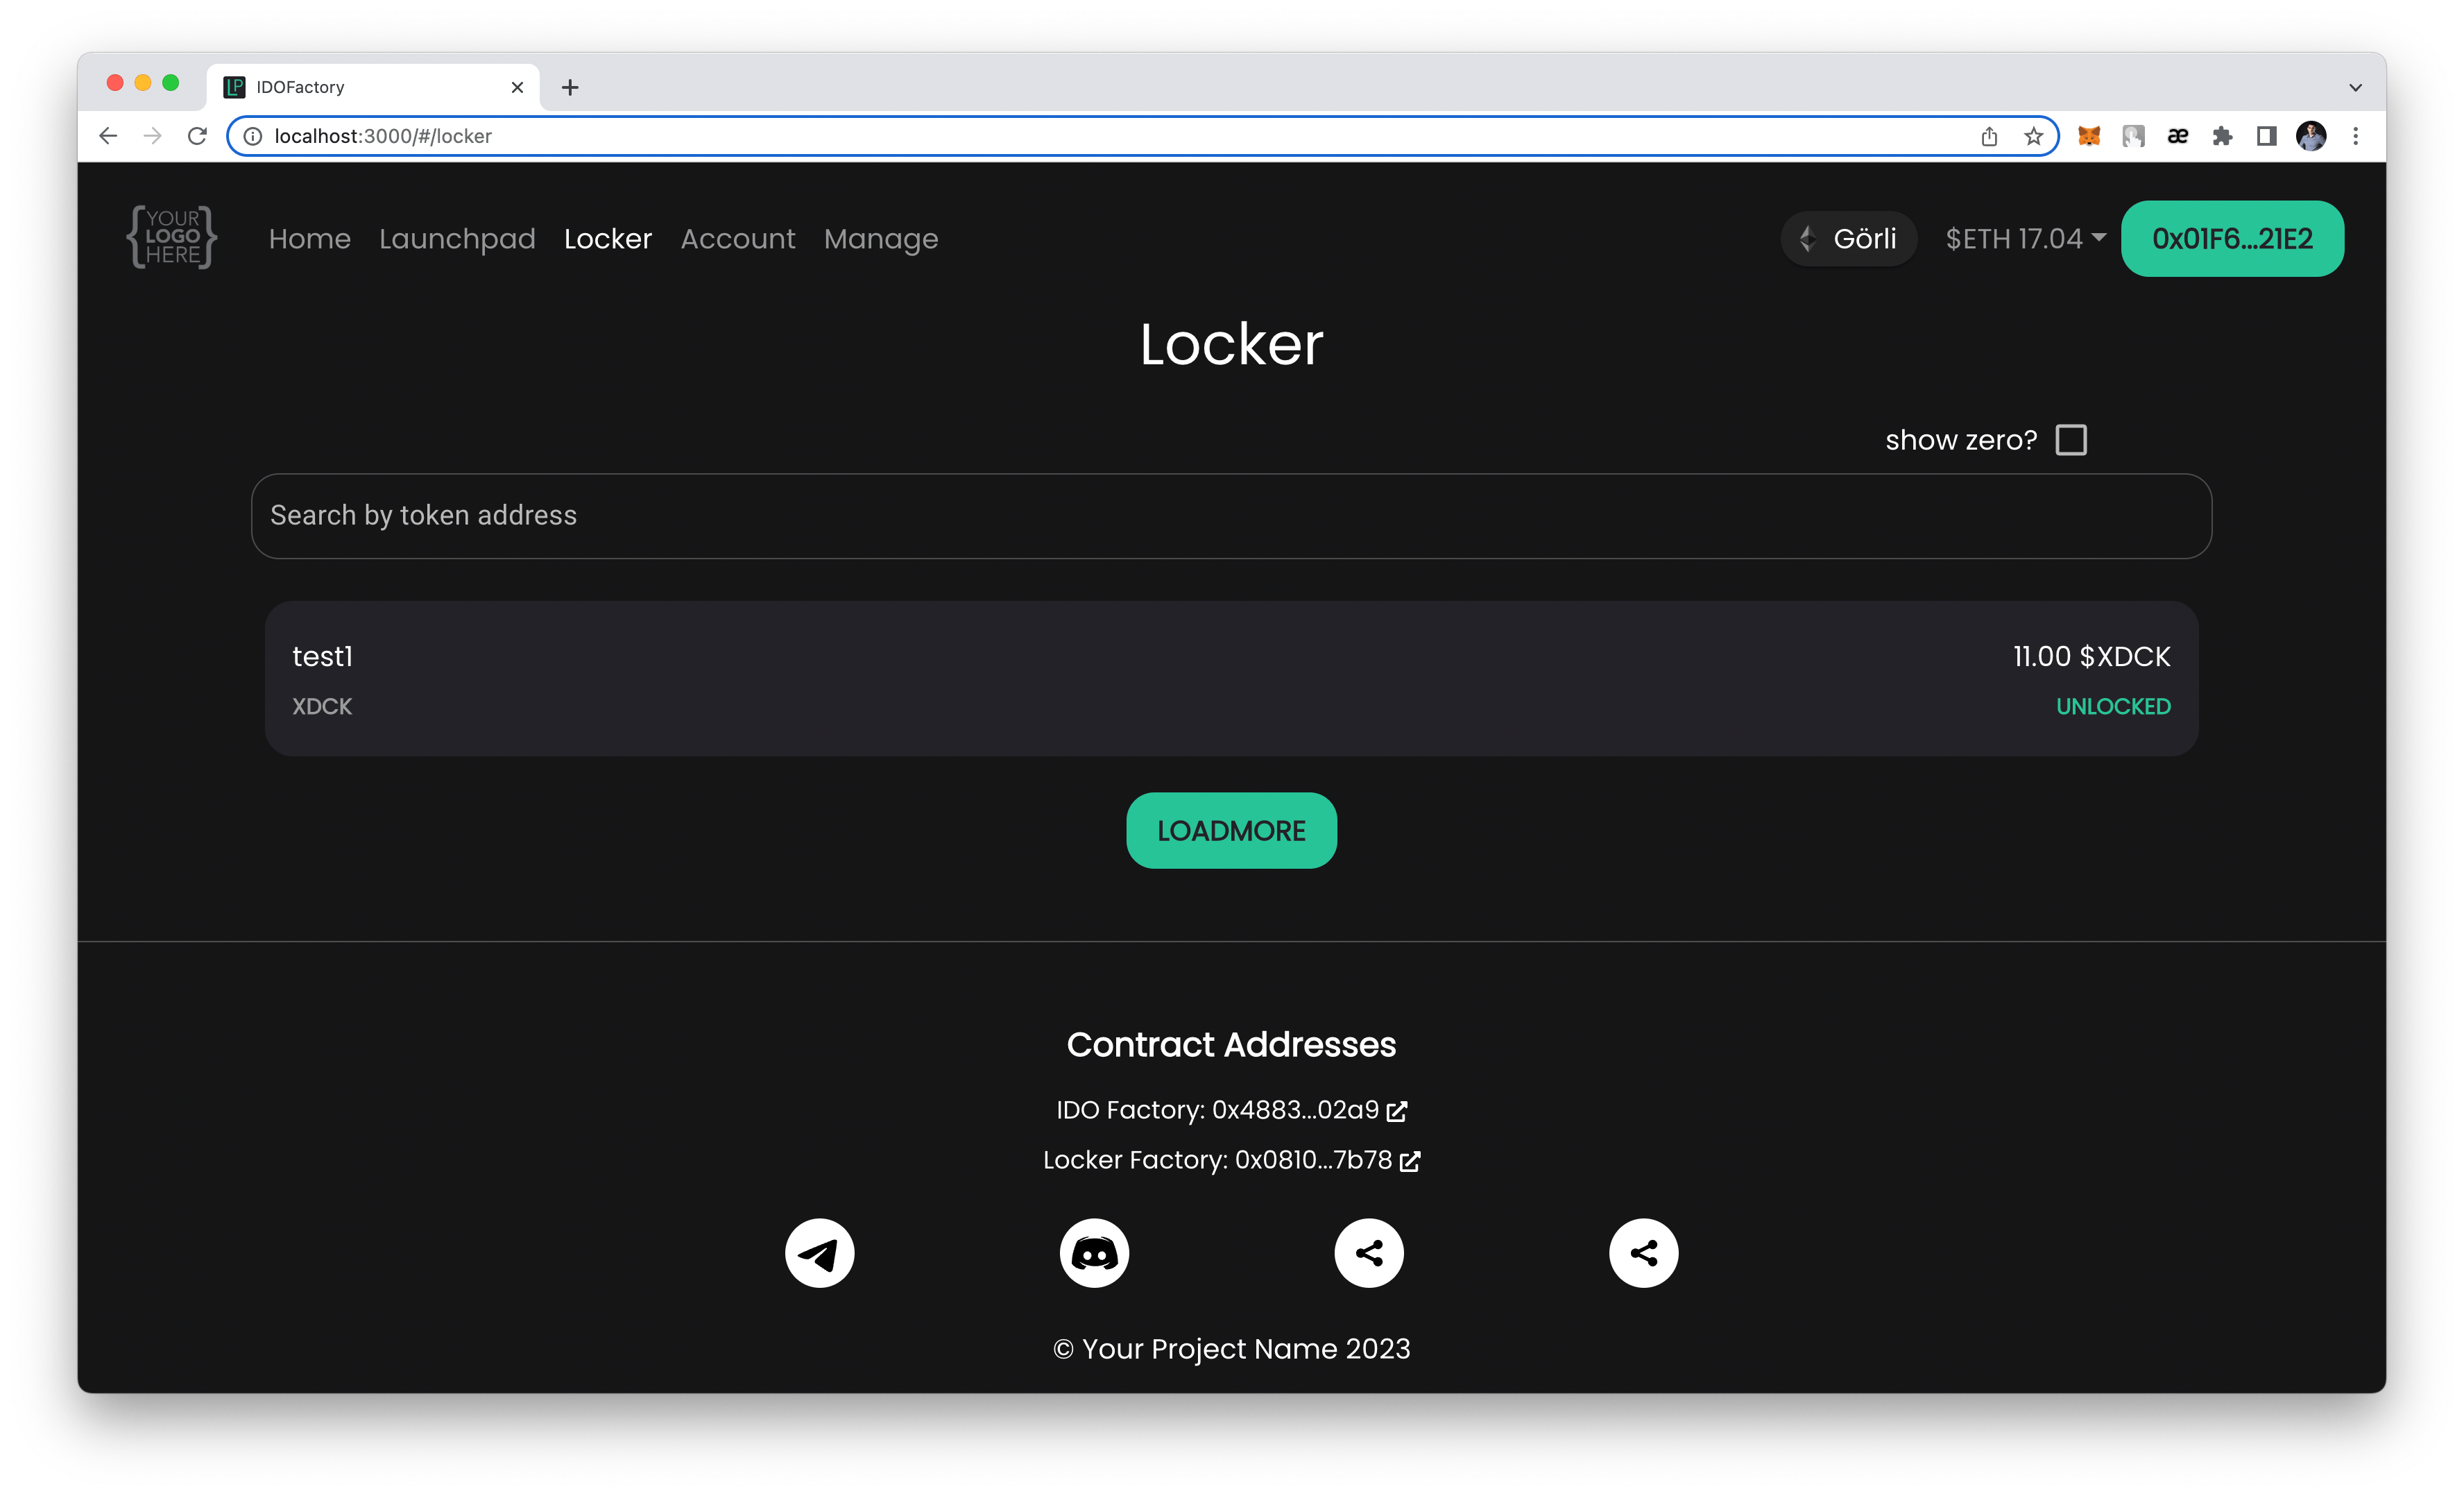 IDOFactory
localhost:3000/#/locker
YOUR
LOGO
HERE
Home Launchpad Locker Account Manage
Görli
$ETH 17.04
0x01F6...21E2
Locker
show zero?
Search by token address
test1 11.00 $XDCK
XDCK UNLOCKED
LOADMORE
Contract Addresses
IDO Factory: 0x4883...02a9
Locker Factory: 0x0810...7b78
© Your Project Name 2023